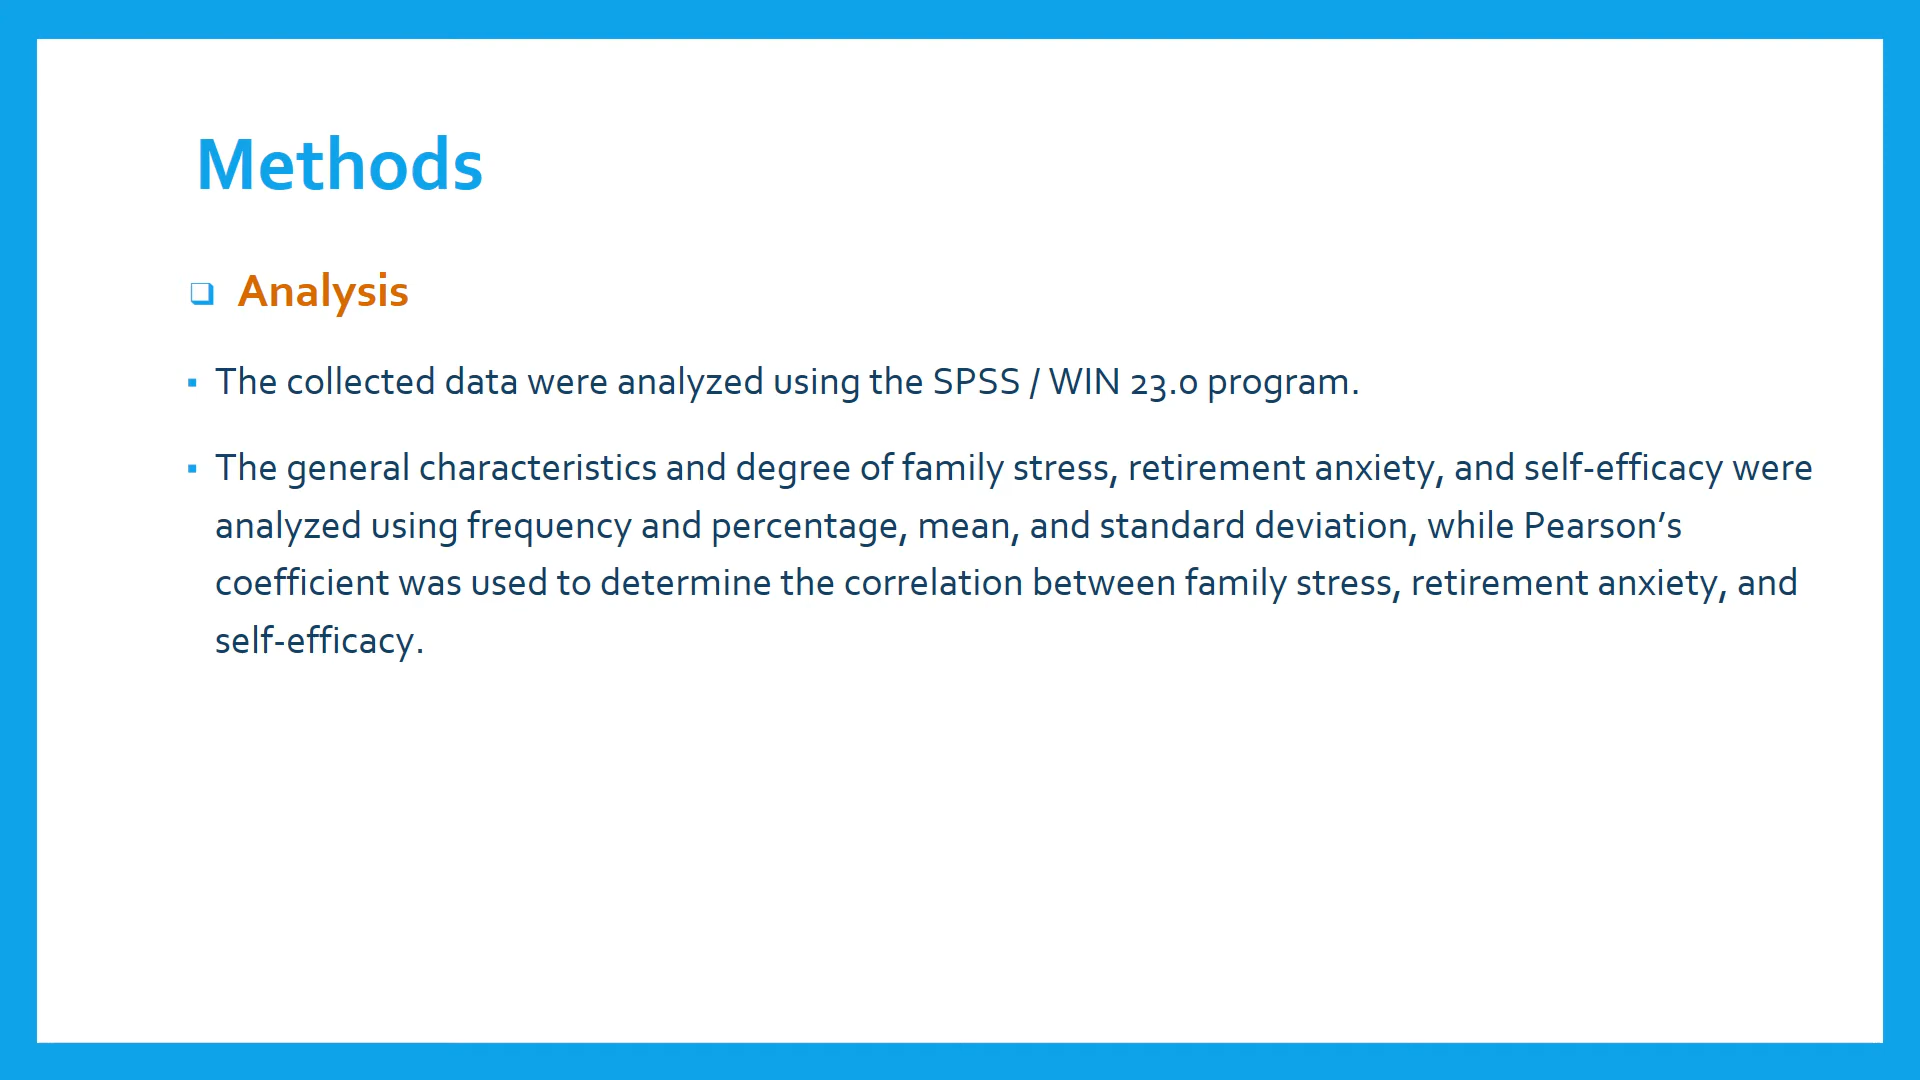 Methods
❑ Analysis
▪ The collected data were analyzed using the SPSS / WIN 23.0 program.
▪ The general characteristics and degree of family stress, retirement anxiety, and self-efficacy were
analyzed using frequency and percentage, mean, and standard deviation, while Pearson’s
coefficient was used to determine the correlation between family stress, retirement anxiety, and
self-efficacy.